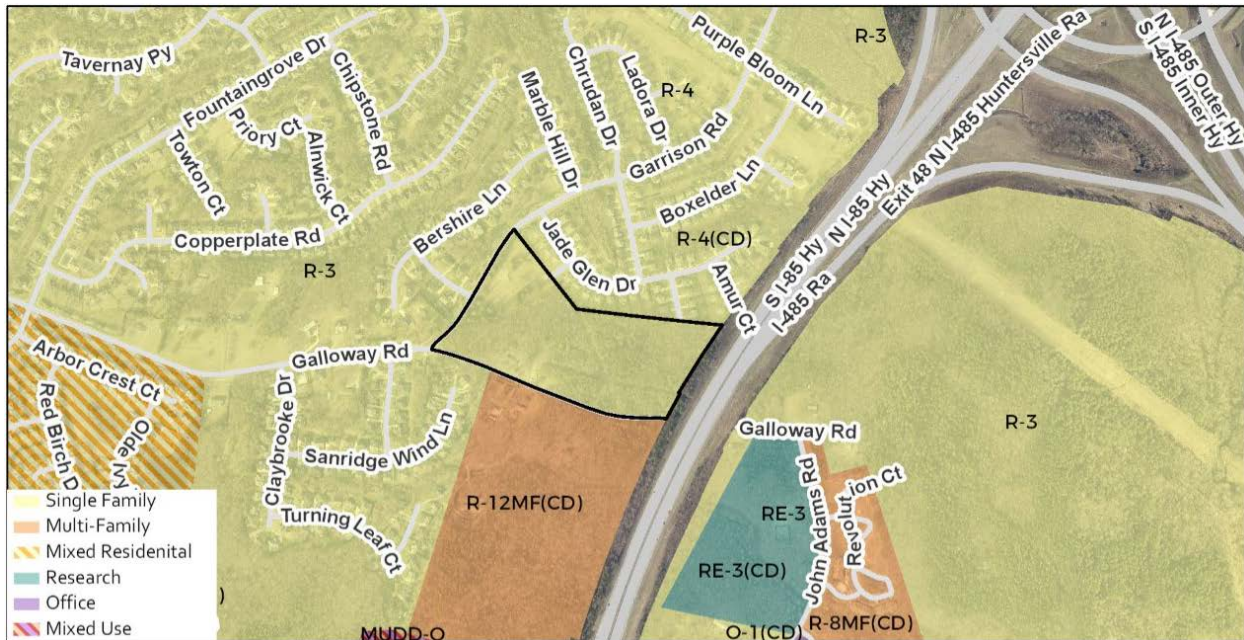 Tavernay Py
Fountaingrove Dr
Priory Ct
Towton Ct
Alnwick Ct
Chipstone Rd
Copperplate Rd
R-3
Bershire Ln
Marble Hill Dr
Chrudan Dr
Ladora Dr
R-4
Garrison Rd
Purple Bloom Ln
Boxelder Ln
R-4(CD)
Jade Glen Dr
Amur Ct
R-3
S I-85 Hy
N I-85 Hy
I-485 Ra
Exit 48 N I-485 Huntersville Ra
N I-485 Outer Hy
S I-485 Inner Hy
Arbor Crest Ct
Red Birch D
Olde Ivy
Galloway Rd
Claybrooke Dr
Sanridge Wind Ln
Turning Leaf Ct
R-12MF(CD)
Galloway Rd
John Adams Rd
Revolut
ion Ct
RE-3
RE-3(CD)
R-8MF(CD)
O-1(CD)
R-3
MUDD-O
)
Single Family
Multi-Family
Mixed Residenital
Research
Office
Mixed Use